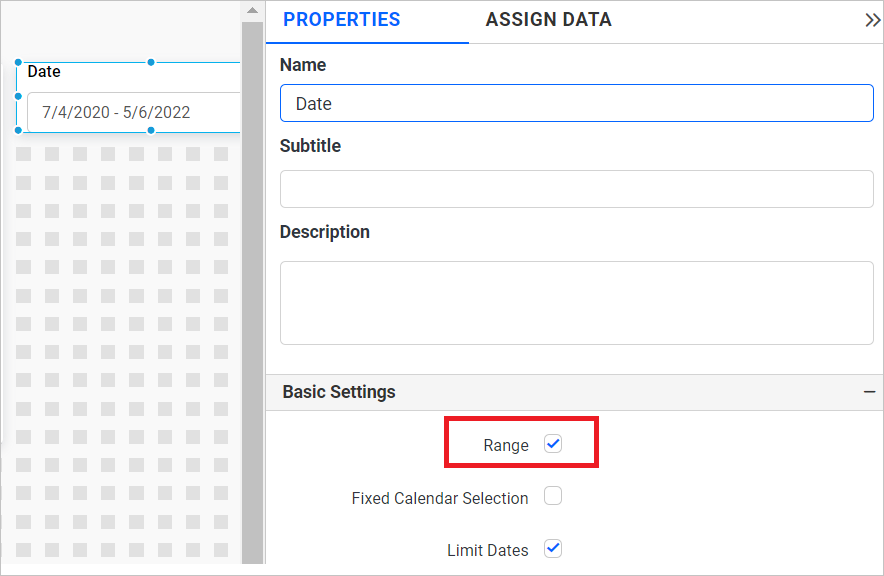 PROPERTIES ASSIGN DATA
Date
7/4/2020 - 5/6/2022
Name
Date
Subtitle
Description
Basic Settings
Range
Fixed Calendar Selection
Limit Dates